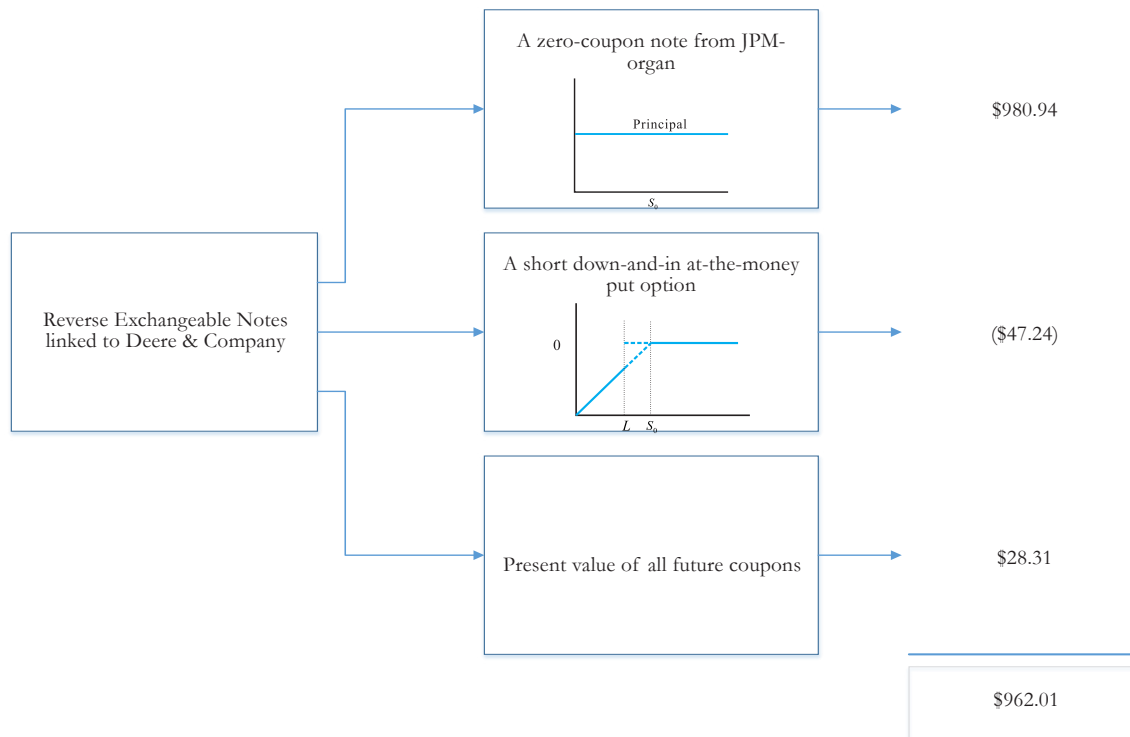 A zero-coupon note from JPM-
organ
Principal
S₀
$980.94
Reverse Exchangeable Notes
linked to Deere & Company
A short down-and-in at-the-money
put option
0
L S₀
($47.24)
Present value of all future coupons
$28.31
$962.01